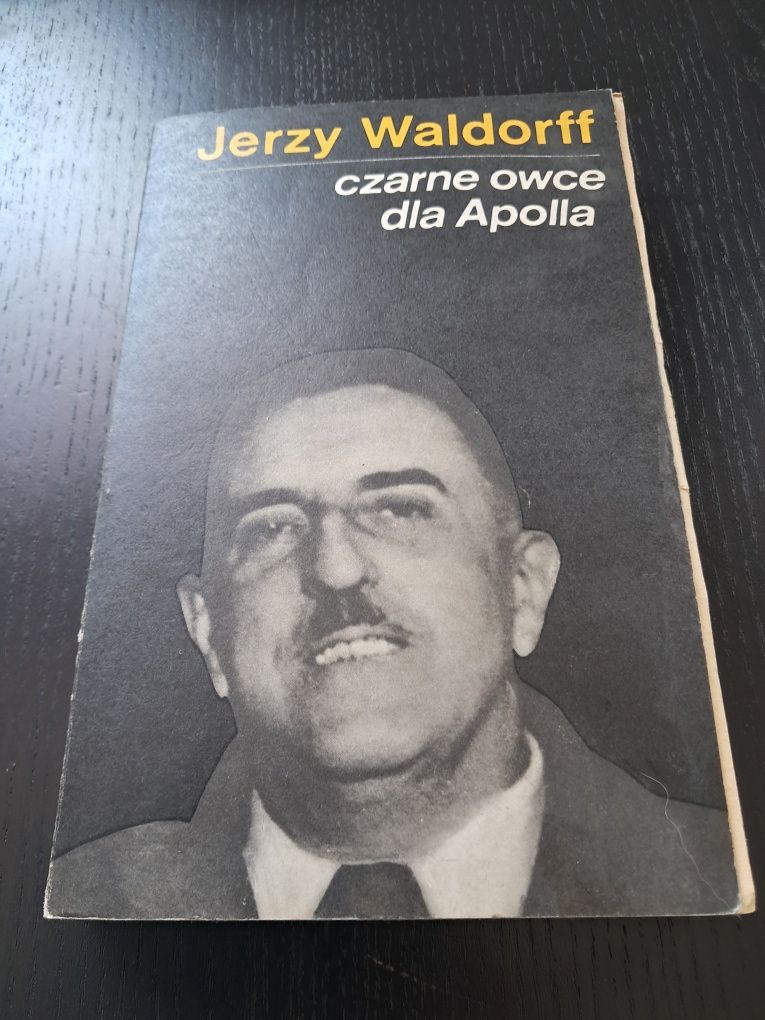 Jerzy Waldorff
czarne owce
dla Apolla